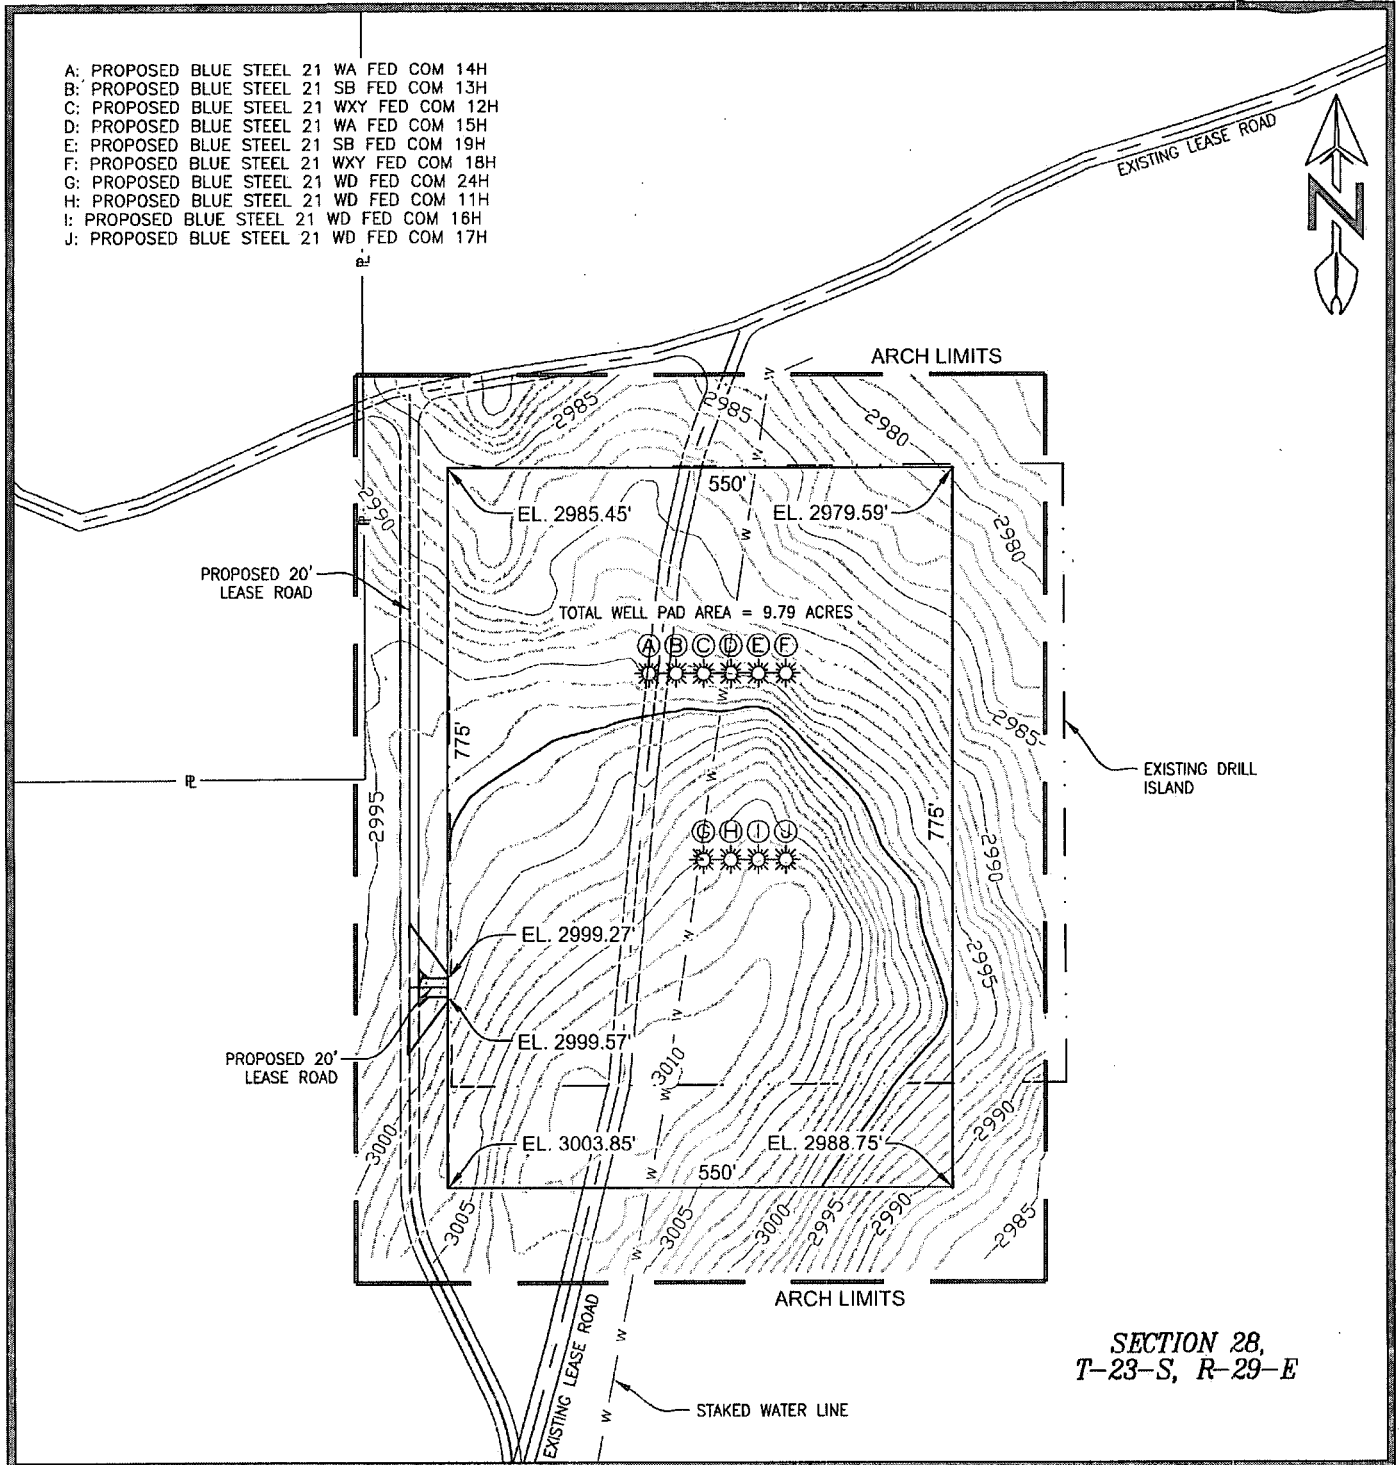 A: PROPOSED BLUE STEEL 21 WA FED COM 14H
B: PROPOSED BLUE STEEL 21 SB FED COM 13H
C: PROPOSED BLUE STEEL 21 WXY FED COM 12H
D: PROPOSED BLUE STEEL 21 WA FED COM 15H
E: PROPOSED BLUE STEEL 21 SB FED COM 19H
F: PROPOSED BLUE STEEL 21 WXY FED COM 18H
G: PROPOSED BLUE STEEL 21 WD FED COM 24H
H: PROPOSED BLUE STEEL 21 WD FED COM 11H
I: PROPOSED BLUE STEEL 21 WD FED COM 16H
J: PROPOSED BLUE STEEL 21 WD FED COM 17H
EXISTING LEASE ROAD
N
ARCH LIMITS
W
2985
2985
2980
550'
2990
EL. 2985.45'
EL. 2979.59'
2980
W
PROPOSED 20'
LEASE ROAD
TOTAL WELL PAD AREA = 9.79 ACRES
A B C D E F
W
2985
775'
EXISTING DRILL
ISLAND
W
2995
775'
G H I J
2990
EL. 2999.27'
W
2995
EL. 2999.57'
PROPOSED 20'
LEASE ROAD
3010
W
2990
3000
EL. 3003.85'
EL. 2988.75'
W
550'
3005
3005
3000
2995
2990
2985
W
ARCH LIMITS
EXISTING LEASE ROAD
W
SECTION 28,
T-23-S, R-29-E
STAKED WATER LINE
W